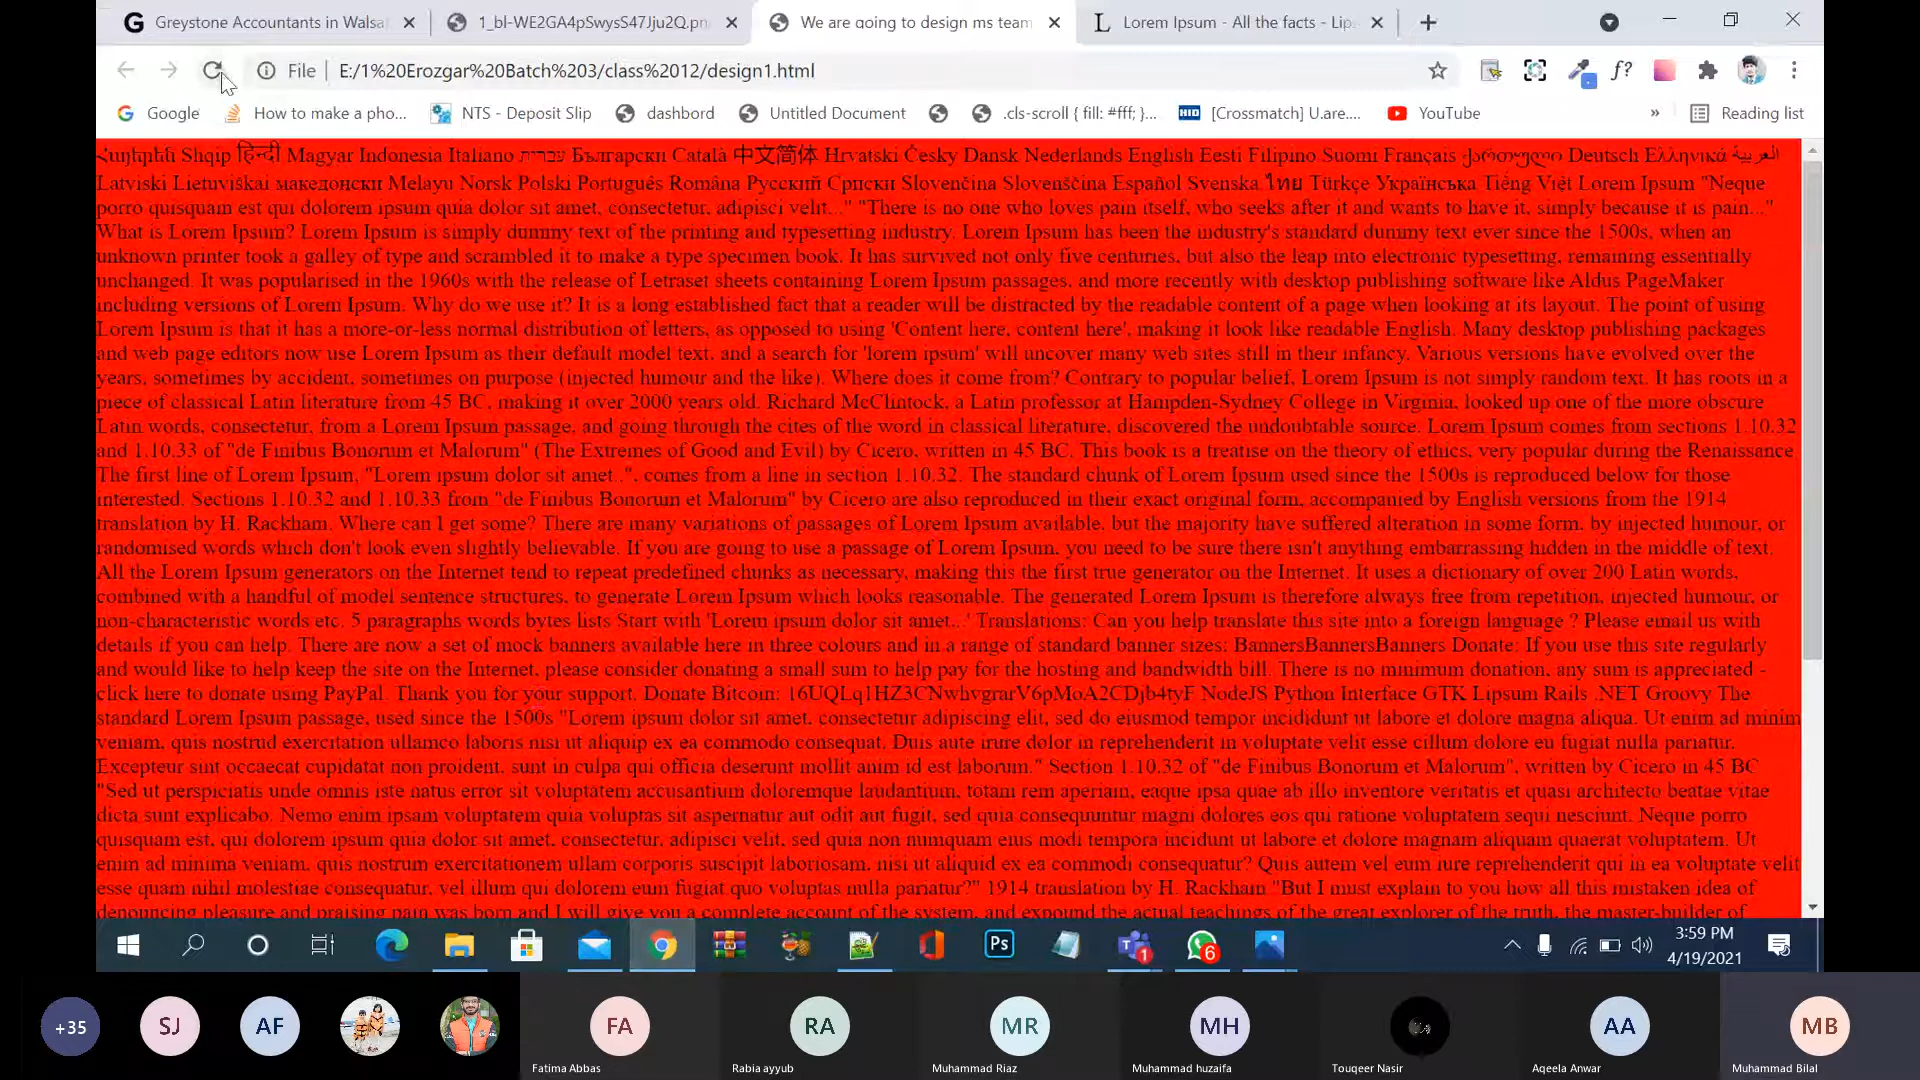 Greystone Accountants in Walsa
1_bl-WE2GA4pSwysS47Jju2Q.pn
We are going to design ms team
Lorem Ipsum - All the facts - Lips
File
E:/1%20Erozgar%20Batch%203/class%2012/design1.html
Google
How to make a pho...
NTS - Deposit Slip
dashbord
Untitled Document
.cls-scroll { fill: #fff; }...
[Crossmatch] U.are....
YouTube
»
Reading list
Հայերեն Shqip हिन्दी Magyar Indonesia Italiano עברית Български Català 中文简体 Hrvatski Česky Dansk Nederlands English Eesti Filipino Suomi Français ქართული Deutsch Ελληνικά العربية
Latviski Lietuviškai македонски Melayu Norsk Polski Português Româna Pyccкий Српски Slovenčina Slovenščina Español Svenska ไทย Türkçe Українська Tiếng Việt Lorem Ipsum "Neque
porro quisquam est qui dolorem ipsum quia dolor sit amet, consectetur, adipisci velit..." "There is no one who loves pain itself, who seeks after it and wants to have it, simply because it is pain..."
What is Lorem Ipsum? Lorem Ipsum is simply dummy text of the printing and typesetting industry. Lorem Ipsum has been the industry's standard dummy text ever since the 1500s, when an
unknown printer took a galley of type and scrambled it to make a type specimen book. It has survived not only five centuries, but also the leap into electronic typesetting, remaining essentially
unchanged. It was popularised in the 1960s with the release of Letraset sheets containing Lorem Ipsum passages, and more recently with desktop publishing software like Aldus PageMaker
including versions of Lorem Ipsum. Why do we use it? It is a long established fact that a reader will be distracted by the readable content of a page when looking at its layout. The point of using
Lorem Ipsum is that it has a more-or-less normal distribution of letters, as opposed to using 'Content here, content here', making it look like readable English. Many desktop publishing packages
and web page editors now use Lorem Ipsum as their default model text, and a search for 'lorem ipsum' will uncover many web sites still in their infancy. Various versions have evolved over the
years, sometimes by accident, sometimes on purpose (injected humour and the like). Where does it come from? Contrary to popular belief, Lorem Ipsum is not simply random text. It has roots in a
piece of classical Latin literature from 45 BC, making it over 2000 years old. Richard McClintock, a Latin professor at Hampden-Sydney College in Virginia, looked up one of the more obscure
Latin words, consectetur, from a Lorem Ipsum passage, and going through the cites of the word in classical literature, discovered the undoubtable source. Lorem Ipsum comes from sections 1.10.32
and 1.10.33 of "de Finibus Bonorum et Malorum" (The Extremes of Good and Evil) by Cicero, written in 45 BC. This book is a treatise on the theory of ethics, very popular during the Renaissance.
The first line of Lorem Ipsum, "Lorem ipsum dolor sit amet..", comes from a line in section 1.10.32. The standard chunk of Lorem Ipsum used since the 1500s is reproduced below for those
interested. Sections 1.10.32 and 1.10.33 from "de Finibus Bonorum et Malorum" by Cicero are also reproduced in their exact original form, accompanied by English versions from the 1914
translation by H. Rackham. Where can I get some? There are many variations of passages of Lorem Ipsum available, but the majority have suffered alteration in some form, by injected humour, or
randomised words which don't look even slightly believable. If you are going to use a passage of Lorem Ipsum, you need to be sure there isn't anything embarrassing hidden in the middle of text.
All the Lorem Ipsum generators on the Internet tend to repeat predefined chunks as necessary, making this the first true generator on the Internet. It uses a dictionary of over 200 Latin words,
combined with a handful of model sentence structures, to generate Lorem Ipsum which looks reasonable. The generated Lorem Ipsum is therefore always free from repetition, injected humour, or
non-characteristic words etc. 5 paragraphs words bytes lists Start with 'Lorem ipsum dolor sit amet...' Translations: Can you help translate this site into a foreign language ? Please email us with
details if you can help. There are now a set of mock banners available here in three colours and in a range of standard banner sizes: BannersBannersBanners Donate: If you use this site regularly
and would like to help keep the site on the Internet, please consider donating a small sum to help pay for the hosting and bandwidth bill. There is no minimum donation, any sum is appreciated -
click here to donate using PayPal. Thank you for your support. Donate Bitcoin: 16UQLq1HZ3CNwhvgrarV6pMoA2CDjb4tyF NodeJS Python Interface GTK Lipsum Rails .NET Groovy The
standard Lorem Ipsum passage, used since the 1500s "Lorem ipsum dolor sit amet, consectetur adipiscing elit, sed do eiusmod tempor incididunt ut labore et dolore magna aliqua. Ut enim ad minim
veniam, quis nostrud exercitation ullamco laboris nisi ut aliquip ex ea commodo consequat. Duis aute irure dolor in reprehenderit in voluptate velit esse cillum dolore eu fugiat nulla pariatur.
Excepteur sint occaecat cupidatat non proident, sunt in culpa qui officia deserunt mollit anim id est laborum." Section 1.10.32 of "de Finibus Bonorum et Malorum", written by Cicero in 45 BC
"Sed ut perspiciatis unde omnis iste natus error sit voluptatem accusantium doloremque laudantium, totam rem aperiam, eaque ipsa quae ab illo inventore veritatis et quasi architecto beatae vitae
dicta sunt explicabo. Nemo enim ipsam voluptatem quia voluptas sit aspernatur aut odit aut fugit, sed quia consequuntur magni dolores eos qui ratione voluptatem sequi nesciunt. Neque porro
quisquam est, qui dolorem ipsum quia dolor sit amet, consectetur, adipisci velit, sed quia non numquam eius modi tempora incidunt ut labore et dolore magnam aliquam quaerat voluptatem. Ut
enim ad minima veniam, quis nostrum exercitationem ullam corporis suscipit laboriosam, nisi ut aliquid ex ea commodi consequatur? Quis autem vel eum iure reprehenderit qui in ea voluptate velit
esse quam nihil molestiae consequatur, vel illum qui dolorem eum fugiat quo voluptas nulla pariatur?" 1914 translation by H. Rackham "But I must explain to you how all this mistaken idea of
denouncing pleasure and praising pain was born and I will give you a complete account of the system, and expound the actual teachings of the great explorer of the truth, the master-builder of
3:59 PM
4/19/2021
Ps
1
6
+35
SJ
AF
FA
RA
MR
MH
AA
MB
Fatima Abbas
Rabia ayyub
Muhammad Riaz
Muhammad huzaifa
Touqeer Nasir
Aqeela Anwar
Muhammad Bilal